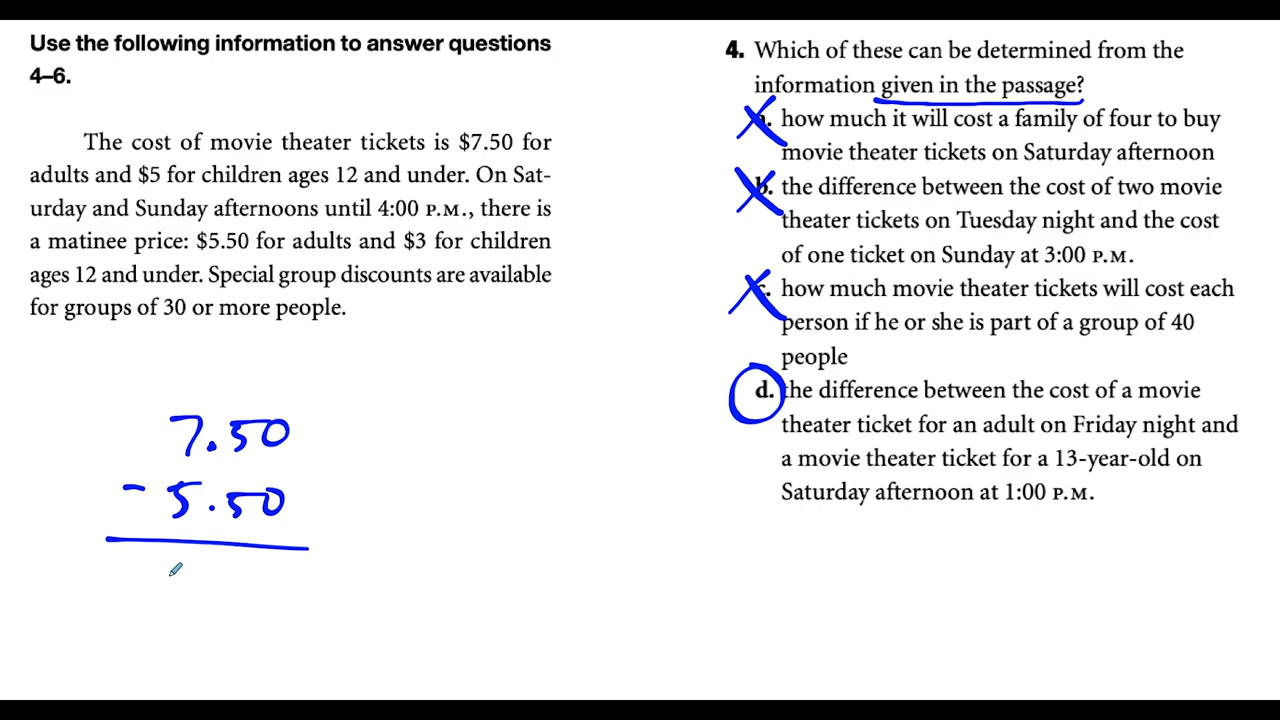 Use the following information to answer questions
4–6.
The cost of movie theater tickets is $7.50 for
adults and $5 for children ages 12 and under. On Sat-
urday and Sunday afternoons until 4:00 P.M., there is
a matinee price: $5.50 for adults and $3 for children
ages 12 and under. Special group discounts are available
for groups of 30 or more people.
7.50
- 5.50
4. Which of these can be determined from the
information given in the passage?
a. how much it will cost a family of four to buy
movie theater tickets on Saturday afternoon
b. the difference between the cost of two movie
theater tickets on Tuesday night and the cost
of one ticket on Sunday at 3:00 P.M.
c. how much movie theater tickets will cost each
person if he or she is part of a group of 40
people
d. the difference between the cost of a movie
theater ticket for an adult on Friday night and
a movie theater ticket for a 13-year-old on
Saturday afternoon at 1:00 P.M.